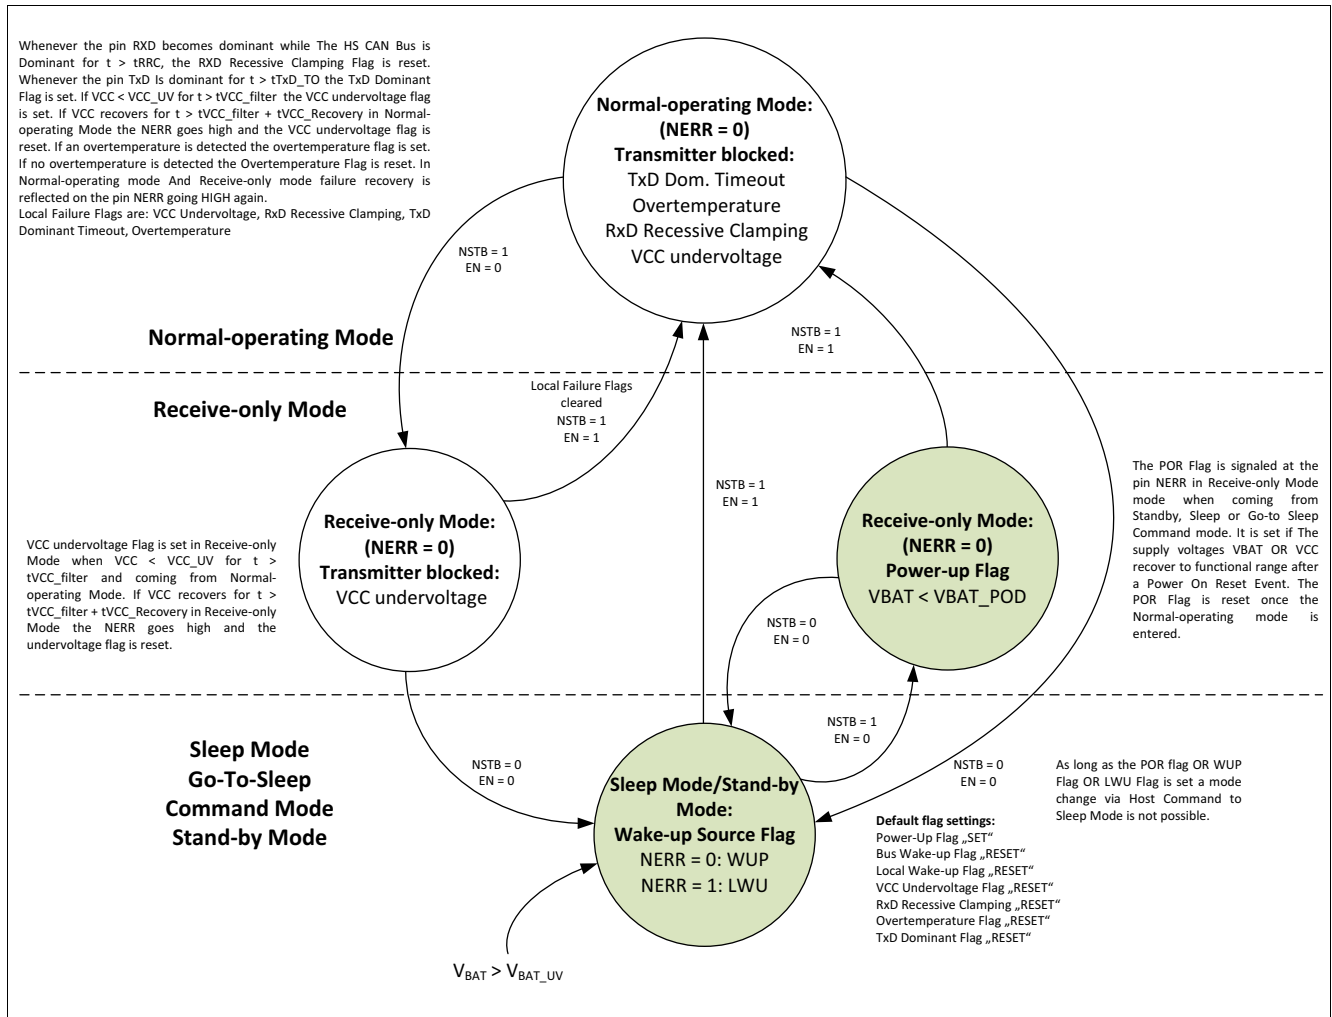 Whenever the pin RXD becomes dominant while The HS CAN Bus is
Dominant for t > tRRC, the RXD Recessive Clamping Flag is reset.
Whenever the pin TxD Is dominant for t > tTxD_TO the TxD Dominant
Flag is set. If VCC < VCC_UV for t > tVCC_filter the VCC undervoltage flag
is set. If VCC recovers for t > tVCC_filter + tVCC_Recovery in Normal-
operating Mode the NERR goes high and the VCC undervoltage flag is
reset. If an overtemperature is detected the overtemperature flag is set.
If no overtemperature is detected the Overtemperature Flag is reset. In
Normal-operating mode And Receive-only mode failure recovery is
reflected on the pin NERR going HIGH again.
Local Failure Flags are: VCC Undervoltage, RxD Recessive Clamping, TxD
Dominant Timeout, Overtemperature
Normal-operating Mode:
(NERR = 0)
Transmitter blocked:
TxD Dom. Timeout
Overtemperature
RxD Recessive Clamping
VCC undervoltage
NSTB = 1
EN = 0
NSTB = 1
EN = 1
Normal-operating Mode
Receive-only Mode
Local Failure Flags
cleared
NSTB = 1
EN = 1
NSTB = 1
EN = 1
The POR Flag is signaled at the
pin NERR in Receive-only Mode
mode when coming from
Standby, Sleep or Go-to Sleep
Command mode. It is set if The
supply voltages VBAT OR VCC
recover to functional range after
a Power On Reset Event. The
POR Flag is reset once the
Normal-operating mode is
entered.
Receive-only Mode:
(NERR = 0)
Transmitter blocked:
VCC undervoltage
Receive-only Mode:
(NERR = 0)
Power-up Flag
VBAT < VBAT_POD
VCC undervoltage Flag is set in Receive-only
Mode when VCC < VCC_UV for t >
tVCC_filter and coming from Normal-
operating Mode. If VCC recovers for t >
tVCC_filter + tVCC_Recovery in Receive-only
Mode the NERR goes high and the
undervoltage flag is reset.
NSTB = 0
EN = 0
NSTB = 1
EN = 0
Sleep Mode
Go-To-Sleep
Command Mode
Stand-by Mode
NSTB = 0
EN = 0
NSTB = 0
EN = 0
As long as the POR flag OR WUP
Flag OR LWU Flag is set a mode
change via Host Command to
Sleep Mode is not possible.
Sleep Mode/Stand-by
Mode:
Wake-up Source Flag
NERR = 0: WUP
NERR = 1: LWU
Default flag settings:
Power-Up Flag „SET“
Bus Wake-up Flag „RESET“
Local Wake-up Flag „RESET“
VCC Undervoltage Flag „RESET“
RxD Recessive Clamping „RESET“
Overtemperature Flag „RESET“
TxD Dominant Flag „RESET“
VBAT > VBAT_UV